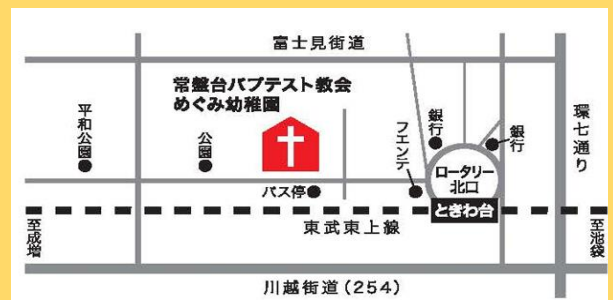 富士見街道
常盤台バプテスト教会
めぐみ幼稚園
平和公園
公園
バス停
フエンテ
銀行
銀行
ロータリー
北口
ときわ台
環七通り
至成増
東武東上線
至池袋
川越街道(254)